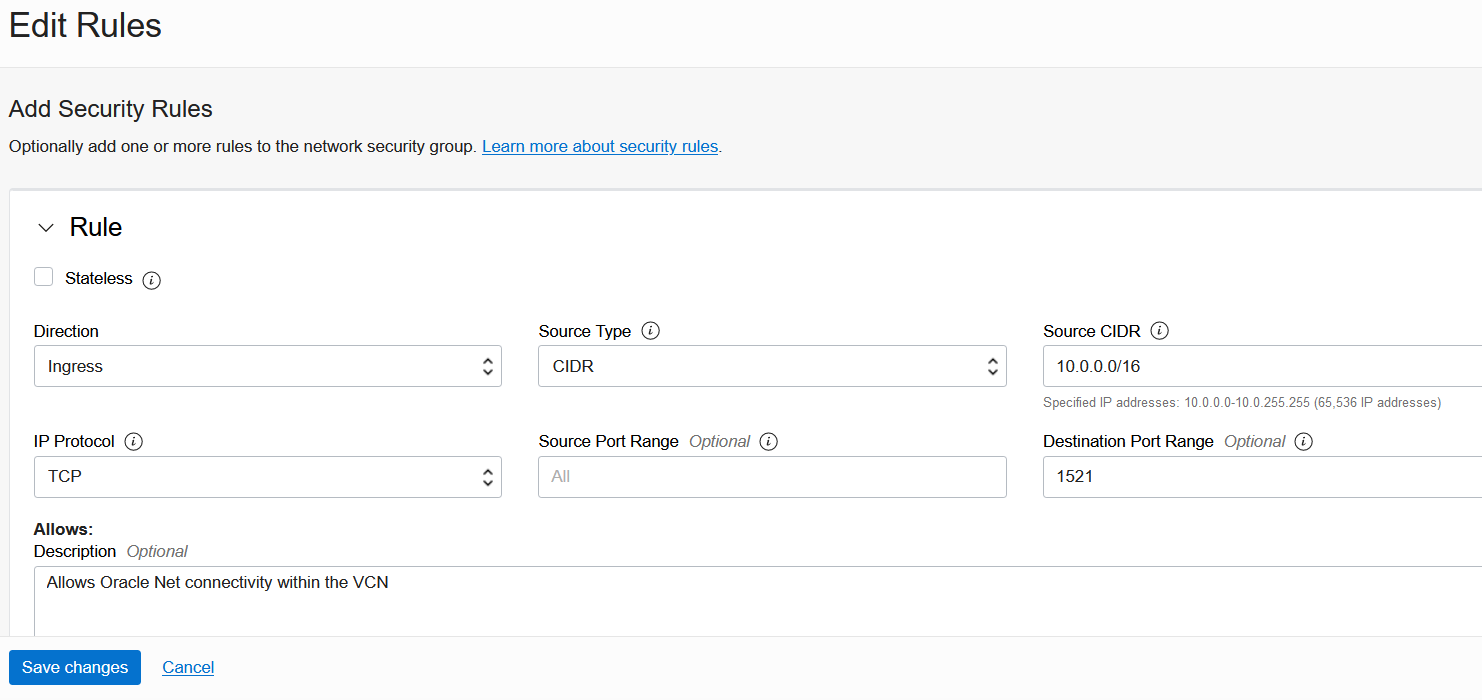 Edit Rules
Add Security Rules
Optionally add one or more rules to the network security group. Learn more about security rules.
Rule
Stateless
Direction
Source Type
Source CIDR
Ingress
CIDR
10.0.0.0/16
Specified IP addresses: 10.0.0.0-10.0.255.255 (65,536 IP addresses)
IP Protocol
Source Port Range Optional
Destination Port Range Optional
TCP
All
1521
Allows:
Description Optional
Allows Oracle Net connectivity within the VCN
Save changes
Cancel